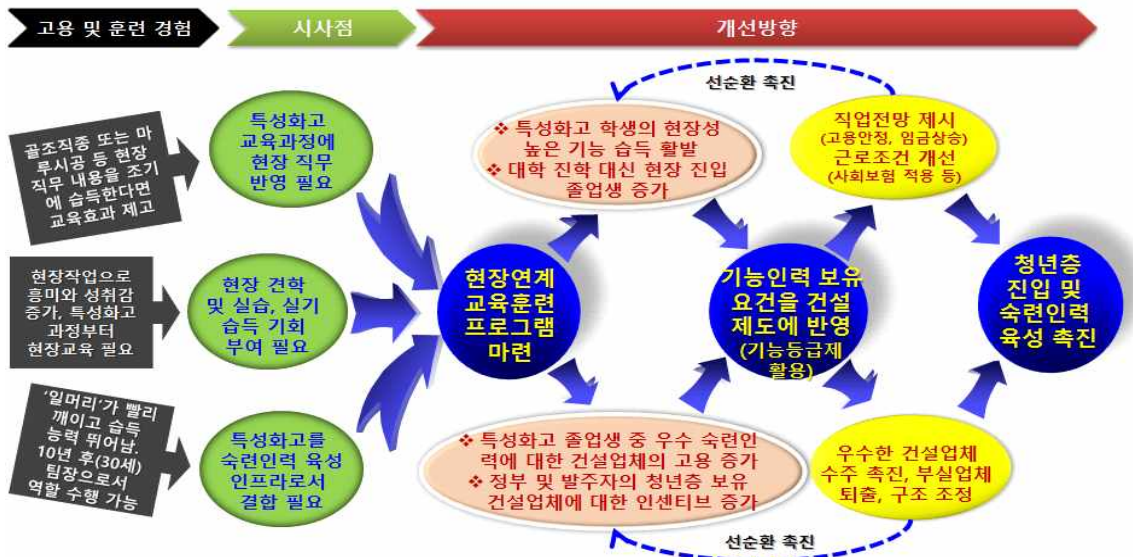 고용 및 훈련 경험
시사점
개선방향
골조직종 또는 마
루시공 등 현장
직무 내용을 조기
에 습득한다면
교육효과 제고
현장작업으로
흥미와 성취감
증가, 특성화고
과정부터
현장교육 필요
'일머리'가 빨리
깨이고 습득
능력 뛰어남.
10년 후(30세)
팀장으로서
역할 수행 가능
특성화고
교육과정에
현장 직무
반영 필요
현장 견학
및 실습, 실기
습득 기회
부여 필요
특성화고를
숙련인력 육성
인프라로서
결합 필요
현장연계
교육훈련
프로그램
마련
선순환 촉진
❖ 특성화고 학생의 현장성
높은 기능 습득 활발
❖ 대학 진학 대신 현장 진입
졸업생 증가
❖ 특성화고 졸업생 중 우수 숙련인
력에 대한 건설업체의 고용 증가
❖ 정부 및 발주자의 청년층 보유
건설업체에 대한 인센티브 증가
기능인력 보유
요건을 건설
제도에 반영
(기능등급제
활용)
직업전망 제시
(고용안정, 임금상승)
근로조건 개선
(사회보험 적용 등)
우수한 건설업체
수주 촉진, 부실업체
퇴출, 구조 조정
선순환 촉진
청년층
진입 및
숙련인력
육성 촉진